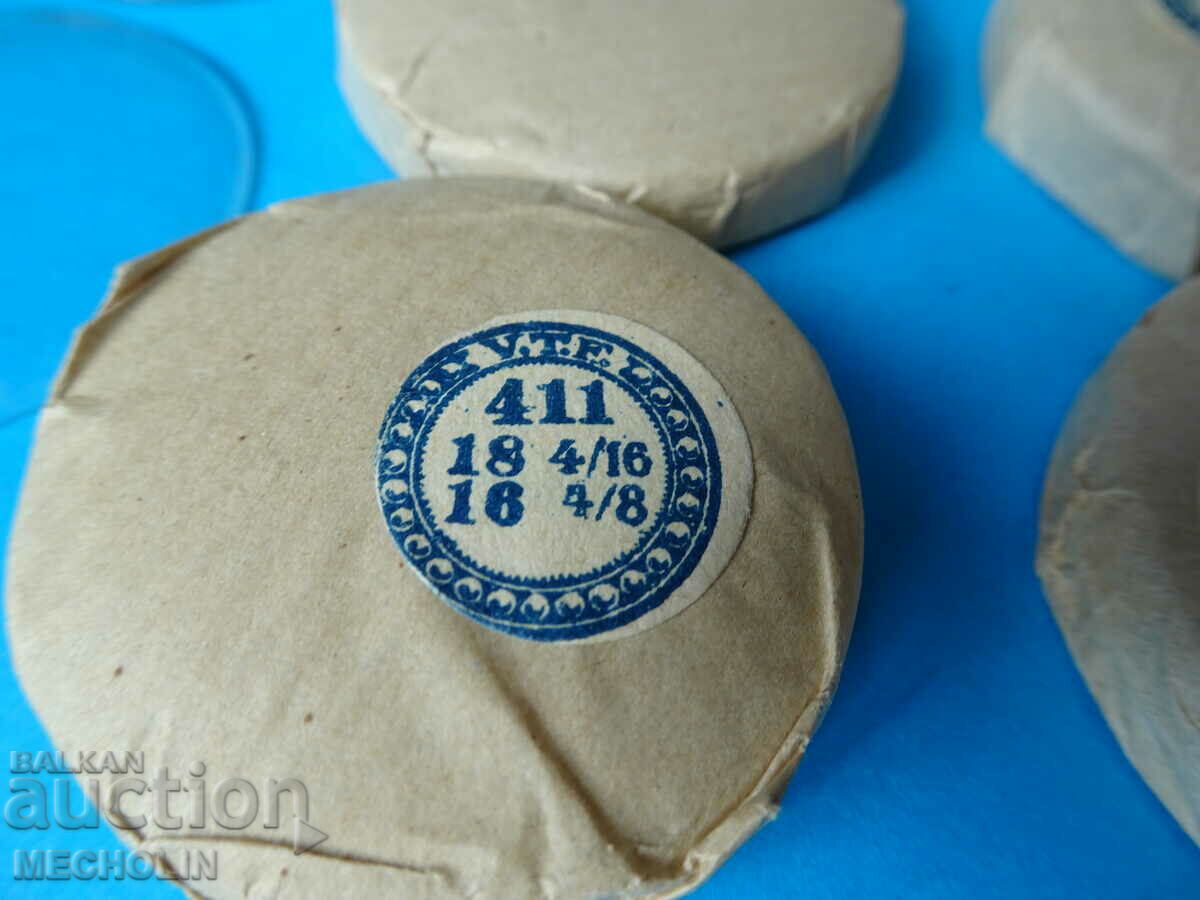 V.T.F.
411
18 4/16
16 4/8
BALKAN
auction
MECHOLIN